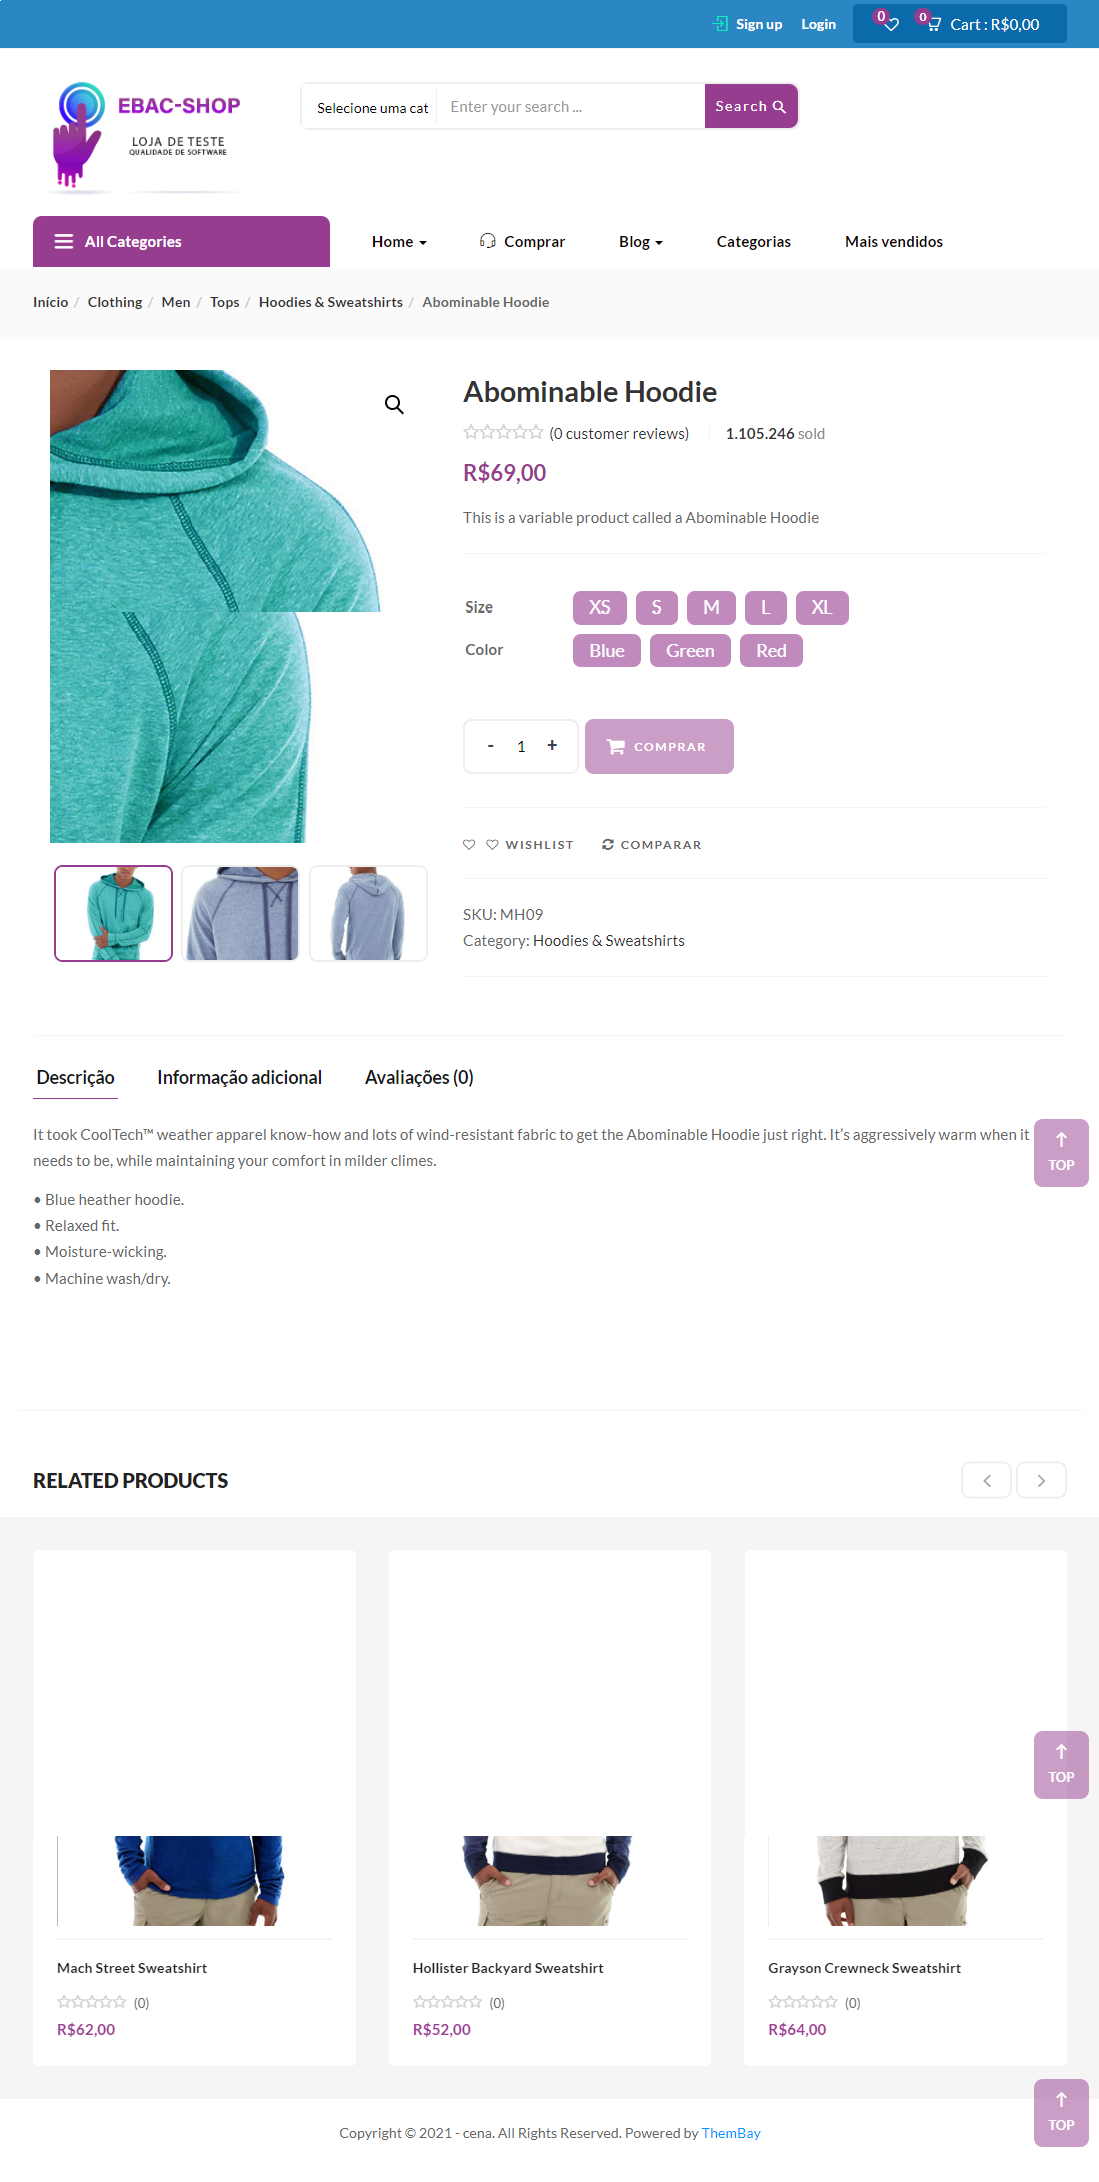 Sign up Login 0 0 Cart : R$0,00
EBAC-SHOP
LOJA DE TESTE
QUALIDADE DE SOFTWARE
Selecione uma cat Enter your search ... Search
All Categories Home Comprar Blog Categorias Mais vendidos
Início / Clothing / Men / Tops / Hoodies & Sweatshirts / Abominable Hoodie
Abominable Hoodie
(0 customer reviews) 1.105.246 sold
R$69,00
This is a variable product called a Abominable Hoodie
Size XS S M L XL
Color Blue Green Red
- 1 + COMPRAR
WISHLIST COMPARAR
SKU: MH09
Category: Hoodies & Sweatshirts
Descrição Informação adicional Avaliações (0)
It took CoolTech™ weather apparel know-how and lots of wind-resistant fabric to get the Abominable Hoodie just right. It’s aggressively warm when it
needs to be, while maintaining your comfort in milder climes.
TOP
• Blue heather hoodie.
• Relaxed fit.
• Moisture-wicking.
• Machine wash/dry.
RELATED PRODUCTS
TOP
Mach Street Sweatshirt Hollister Backyard Sweatshirt Grayson Crewneck Sweatshirt
(0) (0) (0)
R$62,00 R$52,00 R$64,00
TOP
Copyright © 2021 - cena. All Rights Reserved. Powered by ThemBay